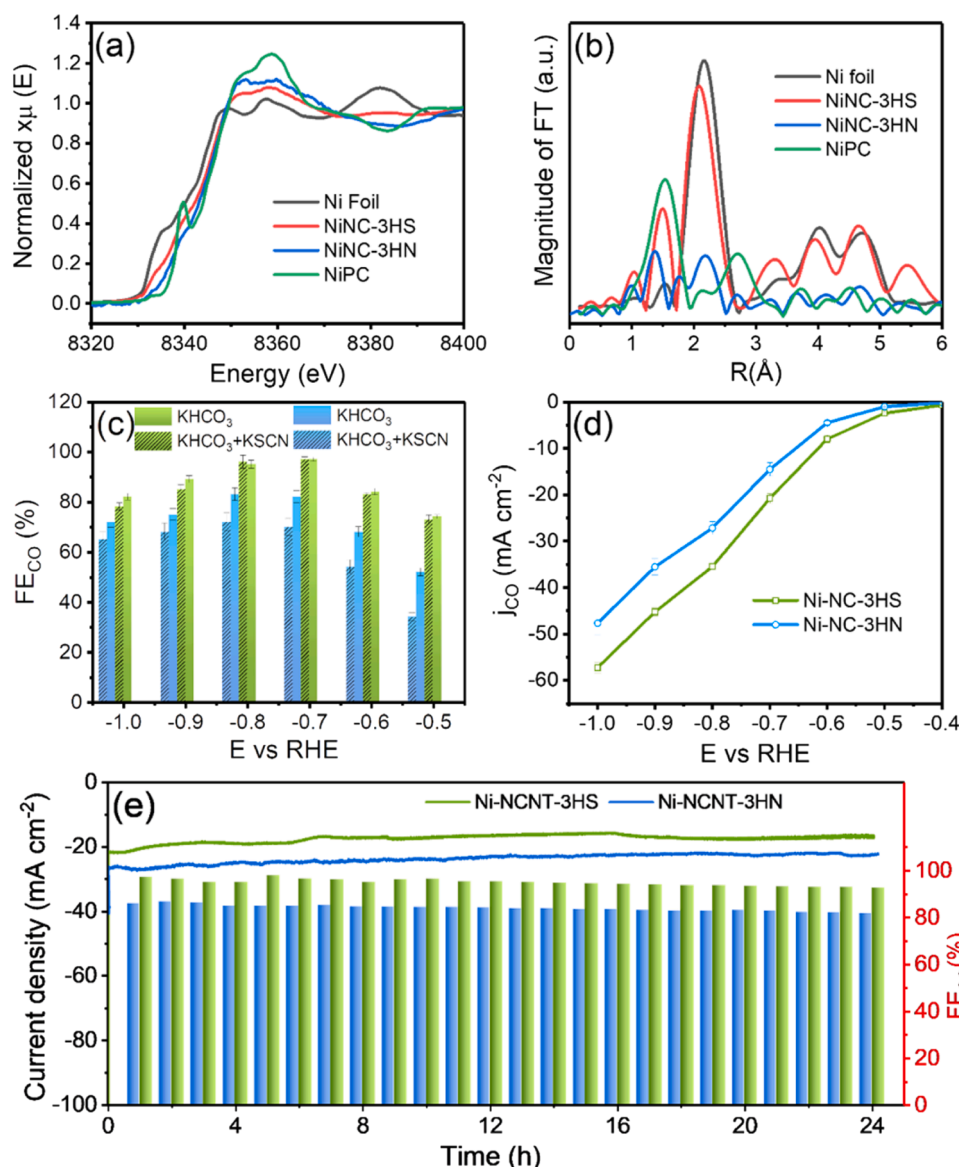 (a)
Normalized xμ (E)
1.4
1.2
1.0
0.8
0.6
0.4
0.2
0.0
Ni Foil
NiNC-3HS
NiNC-3HN
NiPC
8320 8340 8360 8380 8400
Energy (eV)
(b)
Magnitude of FT (a.u.)
Ni foil
NiNC-3HS
NiNC-3HN
NiPC
0 1 2 3 4 5 6
R(Å)
(c)
FE_CO (%)
120
100
80
60
40
20
0
KHCO₃ KHCO₃
KHCO₃+KSCN KHCO₃+KSCN
-1.0 -0.9 -0.8 -0.7 -0.6 -0.5
E vs RHE
(d)
j_CO (mA cm⁻²)
0
-10
-20
-30
-40
-50
-60
Ni-NC-3HS
Ni-NC-3HN
-1.0 -0.9 -0.8 -0.7 -0.6 -0.5 -0.4
E vs RHE
(e)
Current density (mA cm⁻²)
0
-20
-40
-60
-80
-100
Ni-NCNT-3HS Ni-NCNT-3HN
100
80
60
40
20
0
(%)
0 4 8 12 16 20 24
Time (h)